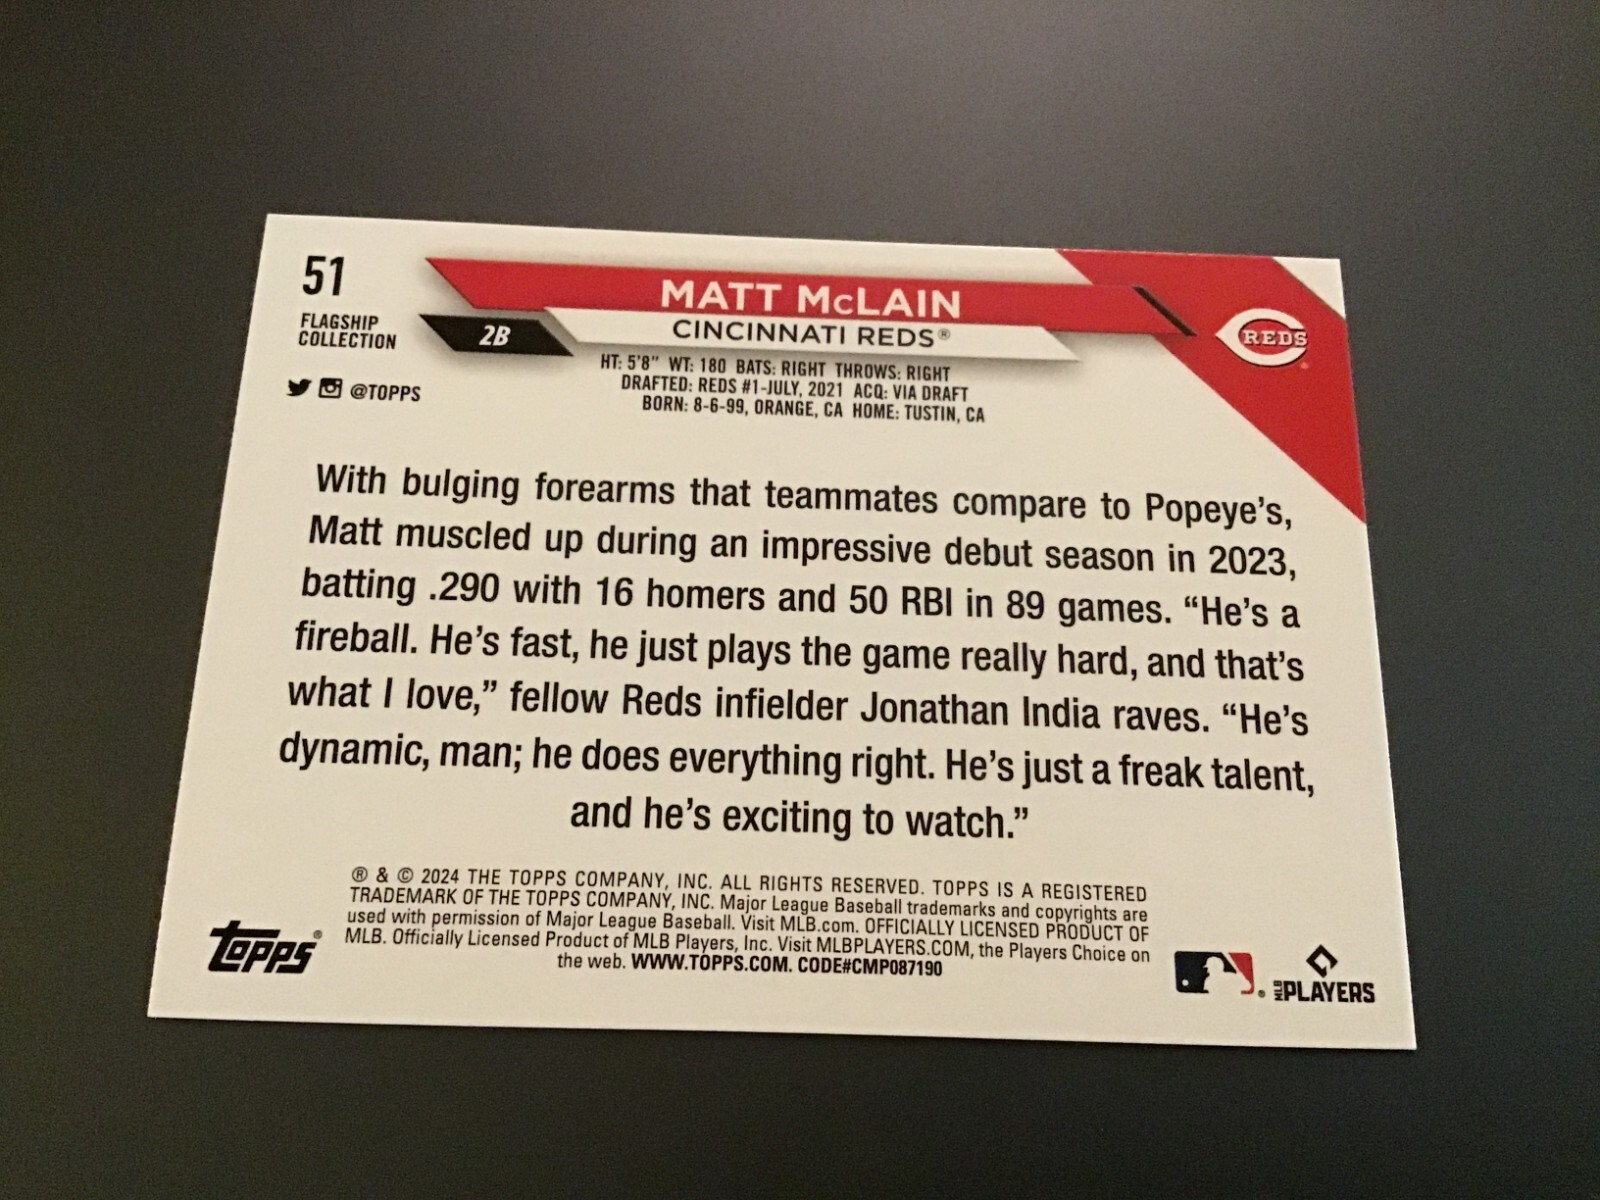 51
FLAGSHIP
COLLECTION
@TOPPS
MATT McLAIN
2B
CINCINNATI REDS®
REDS
HT: 5'8" WT: 180 BATS: RIGHT THROWS: RIGHT
DRAFTED: REDS #1-JULY, 2021 ACQ: VIA DRAFT
BORN: 8-6-99, ORANGE, CA HOME: TUSTIN, CA
With bulging forearms that teammates compare to Popeye's,
Matt muscled up during an impressive debut season in 2023,
batting .290 with 16 homers and 50 RBI in 89 games. “He's a
fireball. He's fast, he just plays the game really hard, and that's
what I love,” fellow Reds infielder Jonathan India raves. “He's
dynamic, man; he does everything right. He's just a freak talent,
and he's exciting to watch.”
® & © 2024 THE TOPPS COMPANY, INC. ALL RIGHTS RESERVED. TOPPS IS A REGISTERED
TRADEMARK OF THE TOPPS COMPANY, INC. Major League Baseball trademarks and copyrights are
used with permission of Major League Baseball. Visit MLB.com. OFFICIALLY LICENSED PRODUCT OF
MLB. Officially Licensed Product of MLB Players, Inc. Visit MLBPLAYERS.COM, the Players Choice on
the web. WWW.TOPPS.COM. CODE#CMP087190
Topps®
MLB PLAYERS